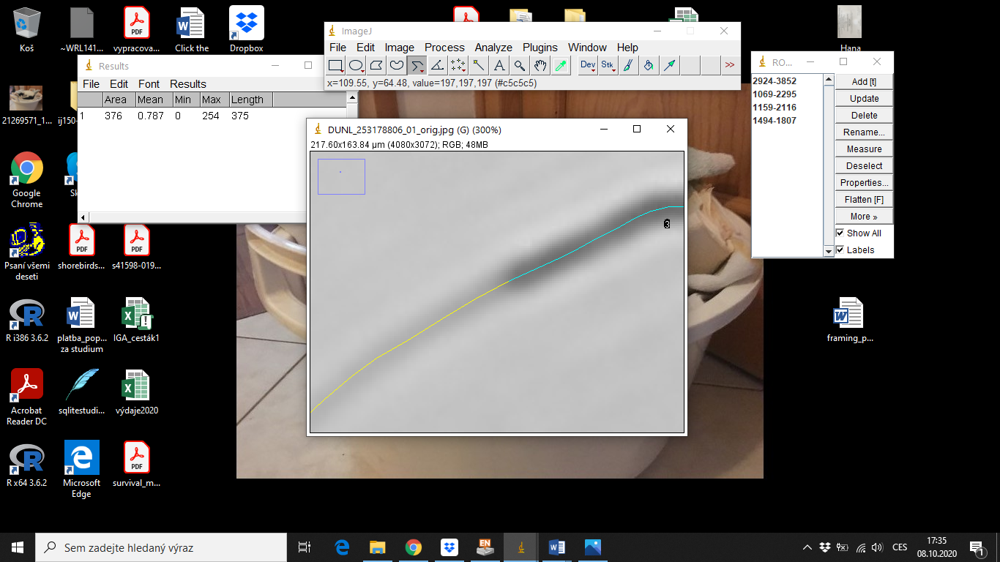 Koš
~WRL141...
vypracova...
Click the
Dropbox
ImageJ
File Edit Image Process Analyze Plugins Window Help
Dev Stk >>
x=109.55, y=64.48, value=197,197,197 (#c5c5c5)
Hana
Results
File Edit Font Results
Area Mean Min Max Length
1 376 0.787 0 254 375
RO...
2924-3852
1069-2295
1159-2116
1494-1807
Add [t]
Update
Delete
Rename...
Measure
Deselect
Properties...
Flatten [F]
More »
Show All
Labels
21269571_1...
ij150-
DUNL_253178806_01_orig.jpg (G) (300%)
217.60x163.84 µm (4080x3072); RGB; 48MB
3
Google
Chrome
Sk
Psaní všemi
deseti
shorebirds...
s41598-019...
R i386 3.6.2
platba_pop...
za studium
IGA_cesták1
framing_p...
Acrobat
Reader DC
sqlitestudi...
výdaje2020
R x64 3.6.2
Microsoft
Edge
survival_m...
Sem zadejte hledaný výraz
EN
CES
17:35
08.10.2020
1